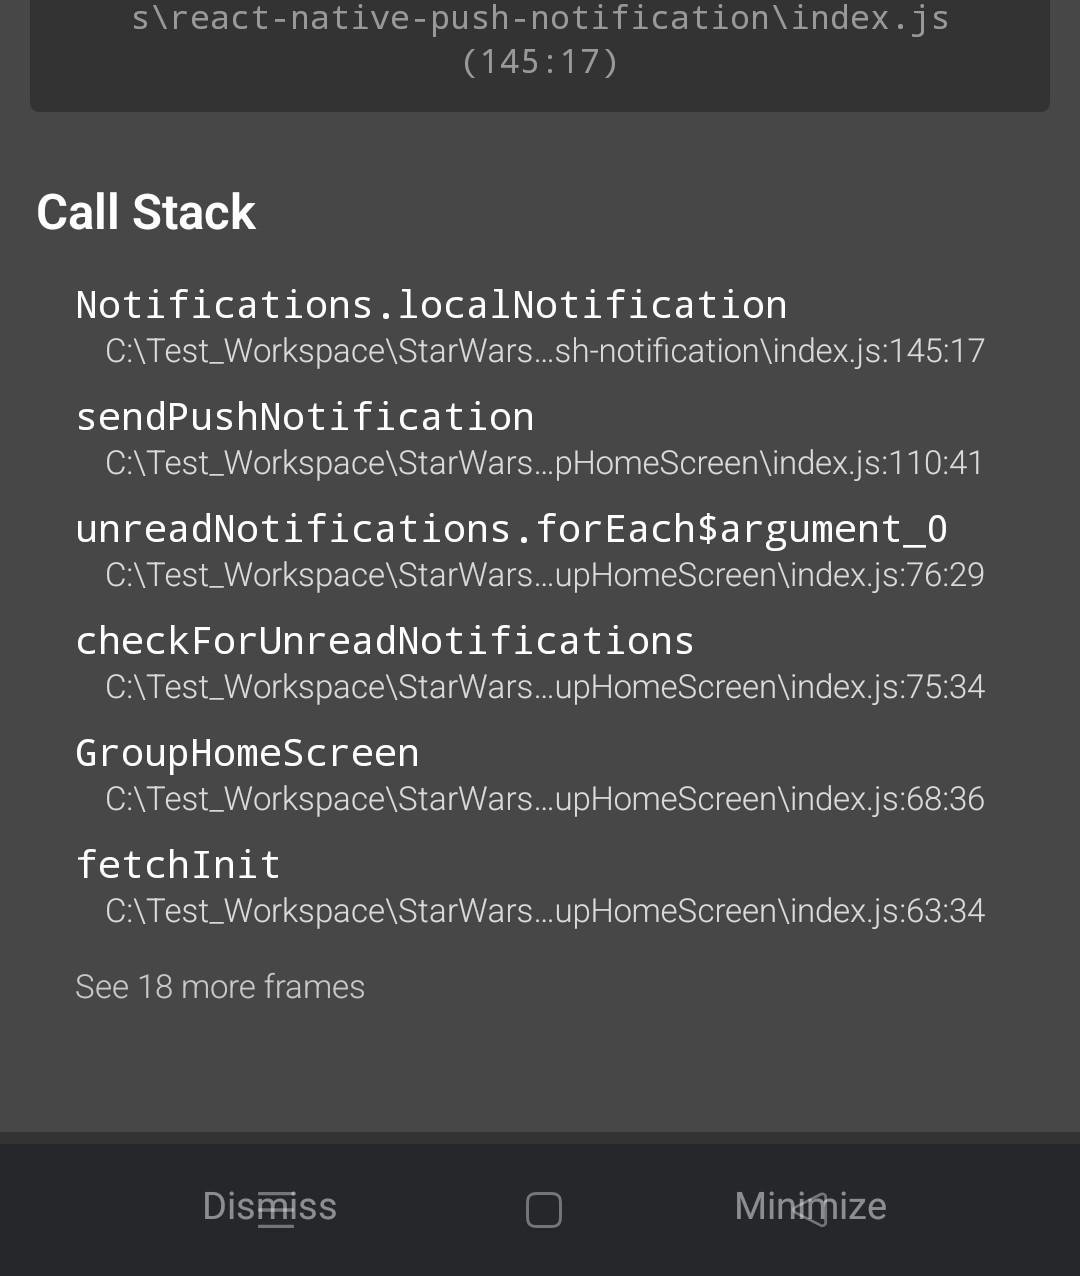 s\react-native-push-notification\index.js
(145:17)
Call Stack
Notifications.localNotification
C:\Test_Workspace\StarWars...sh-notification\index.js:145:17
sendPushNotification
C:\Test_Workspace\StarWars...pHomeScreen\index.js:110:41
unreadNotifications.forEach$argument_0
C:\Test_Workspace\StarWars...upHomeScreen\index.js:76:29
checkForUnreadNotifications
C:\Test_Workspace\StarWars...upHomeScreen\index.js:75:34
GroupHomeScreen
C:\Test_Workspace\StarWars...upHomeScreen\index.js:68:36
fetchInit
C:\Test_Workspace\StarWars...upHomeScreen\index.js:63:34
See 18 more frames
Dismiss
Minimize